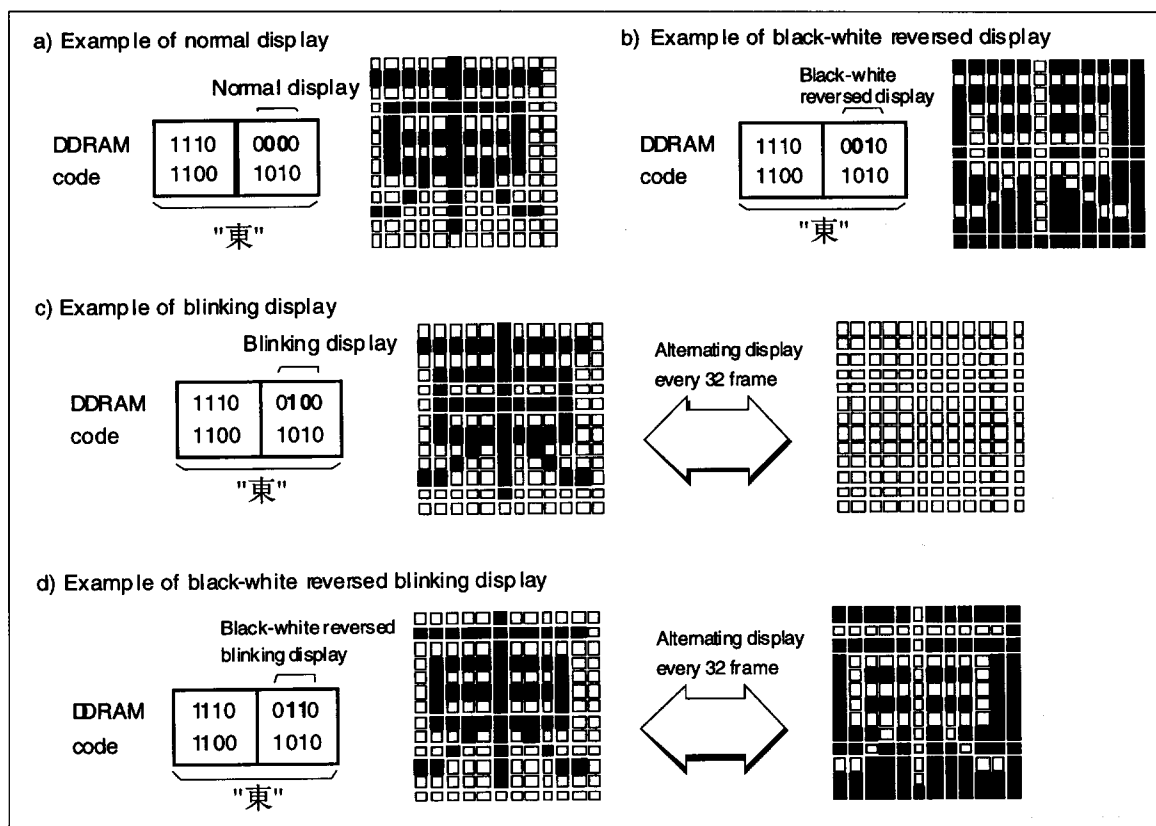 a) Example of normal display
Normal display
DDRAM code
1110 0000
1100 1010
"東"
b) Example of black-white reversed display
Black-white reversed display
DDRAM code
1110 0010
1100 1010
"東"
c) Example of blinking display
Blinking display
DDRAM code
1110 0100
1100 1010
"東"
Alternating display
every 32 frame
d) Example of black-white reversed blinking display
Black-white reversed
blinking display
DDRAM code
1110 0110
1100 1010
"東"
Alternating display
every 32 frame